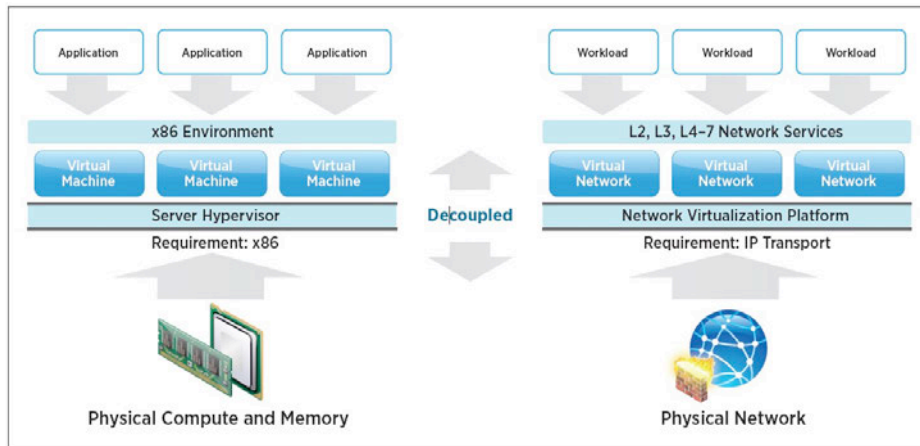 Application
Application
Application
x86 Environment
Virtual
Machine
Virtual
Machine
Virtual
Machine
Server Hypervisor
Requirement: x86
Physical Compute and Memory
Decoupled
Workload
Workload
Workload
L2, L3, L4–7 Network Services
Virtual
Network
Virtual
Network
Virtual
Network
Network Virtualization Platform
Requirement: IP Transport
Physical Network